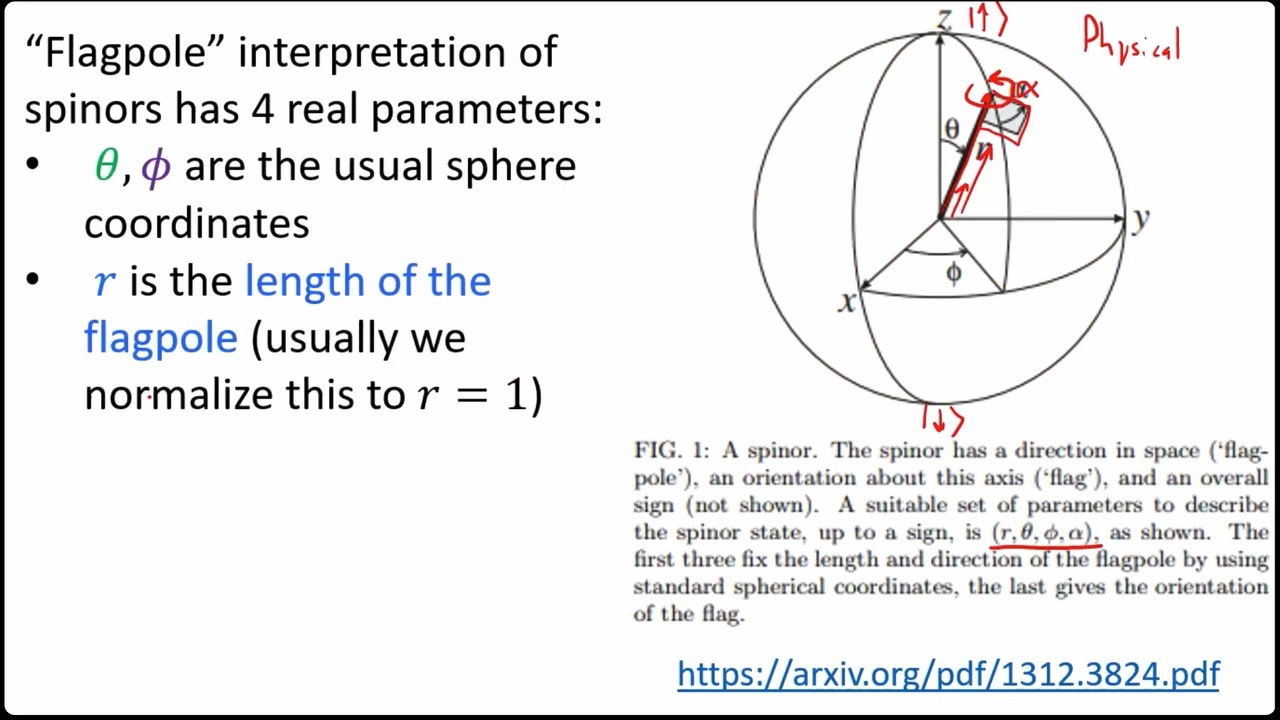 “Flagpole” interpretation of
spinors has 4 real parameters:
• θ, ϕ are the usual sphere
coordinates
• r is the length of the
flagpole (usually we
normalize this to r = 1)
z |↑⟩
Physical
α
θ
r
y
ϕ
x
|↓⟩
FIG. 1: A spinor. The spinor has a direction in space (‘flag-
pole’), an orientation about this axis (‘flag’), and an overall
sign (not shown). A suitable set of parameters to describe
the spinor state, up to a sign, is (r, θ, ϕ, α), as shown. The
first three fix the length and direction of the flagpole by using
standard spherical coordinates, the last gives the orientation
of the flag.
https://arxiv.org/pdf/1312.3824.pdf